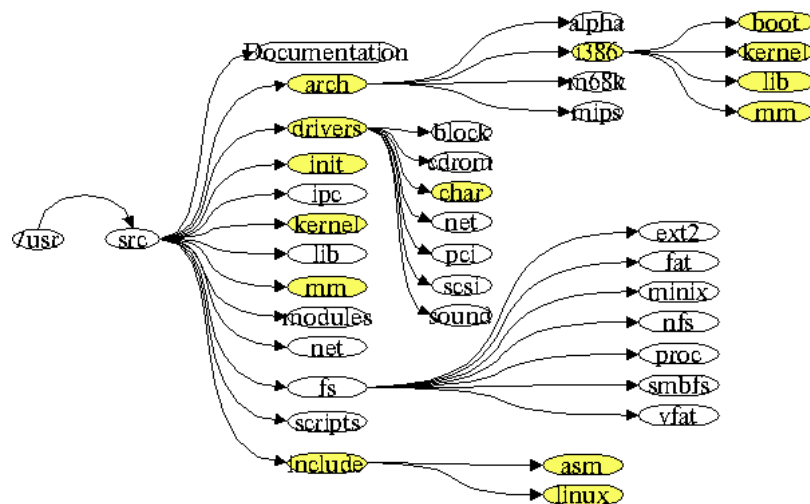 /usr
src
Documentation
arch
drivers
init
ipc
kernel
lib
mm
modules
net
fs
scripts
include
alpha
i386
m68k
mips
boot
kernel
lib
mm
block
cdrom
char
net
pci
scsi
sound
ext2
fat
minix
nfs
proc
smbfs
vfat
asm
linux